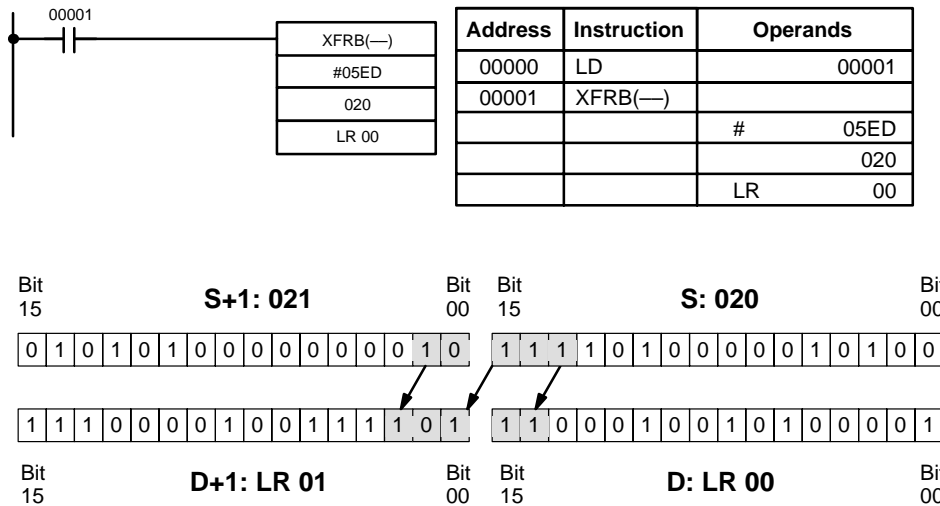 00001
XFRB(––)
#05ED
020
LR 00
Address Instruction Operands
00000 LD 00001
00001 XFRB(––)
# 05ED
020
LR 00
Bit 15 S+1: 021 Bit 00 Bit 15 S: 020 Bit 00
0 1 0 1 0 1 0 0 0 0 0 0 0 0 1 0 1 1 1 1 0 1 0 0 0 0 0 1 0 1 0 0
1 1 1 0 0 0 0 1 0 0 1 1 1 1 0 1 1 1 0 0 0 1 0 0 1 0 1 0 0 0 0 1
Bit 15 D+1: LR 01 Bit 00 Bit 15 D: LR 00 Bit 00